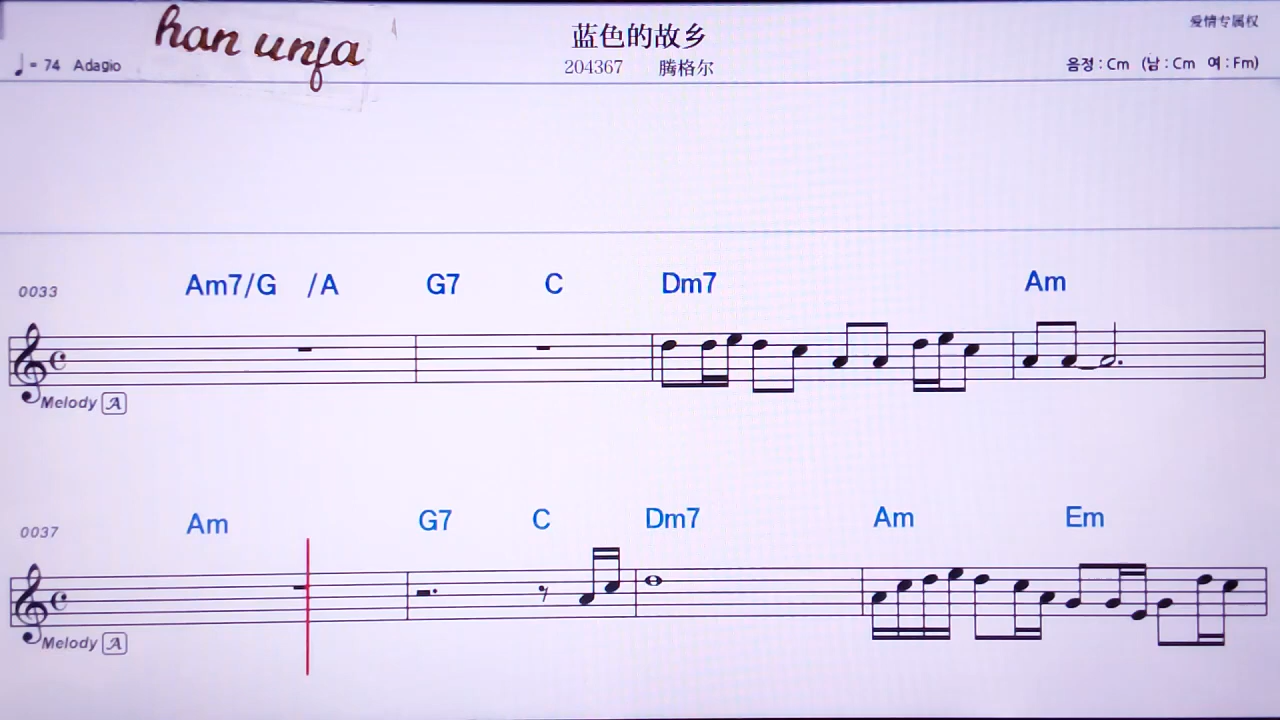 han unfa
蓝色的故乡
爱情专属权
♩= 74 Adagio
204367 腾格尔
음정 : Cm (남 : Cm 여 : Fm)
0033 Am7/G /A G7 C Dm7 Am
Melody A
0037 Am G7 C Dm7 Am Em
Melody A